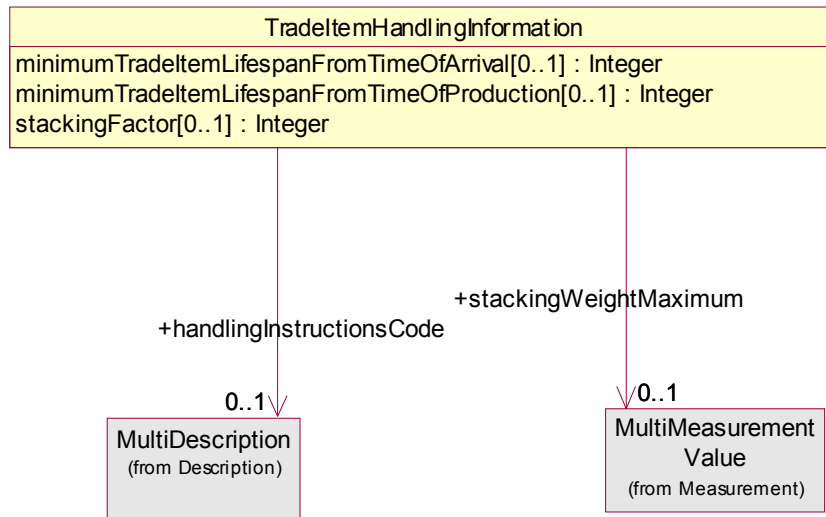 TradeItemHandlingInformation
minimumTradeItemLifespanFromTimeOfArrival[0..1] : Integer
minimumTradeItemLifespanFromTimeOfProduction[0..1] : Integer
stackingFactor[0..1] : Integer
+stackingWeightMaximum
+handlingInstructionsCode
0..1
0..1
MultiDescription
(from Description)
MultiMeasurement
Value
(from Measurement)